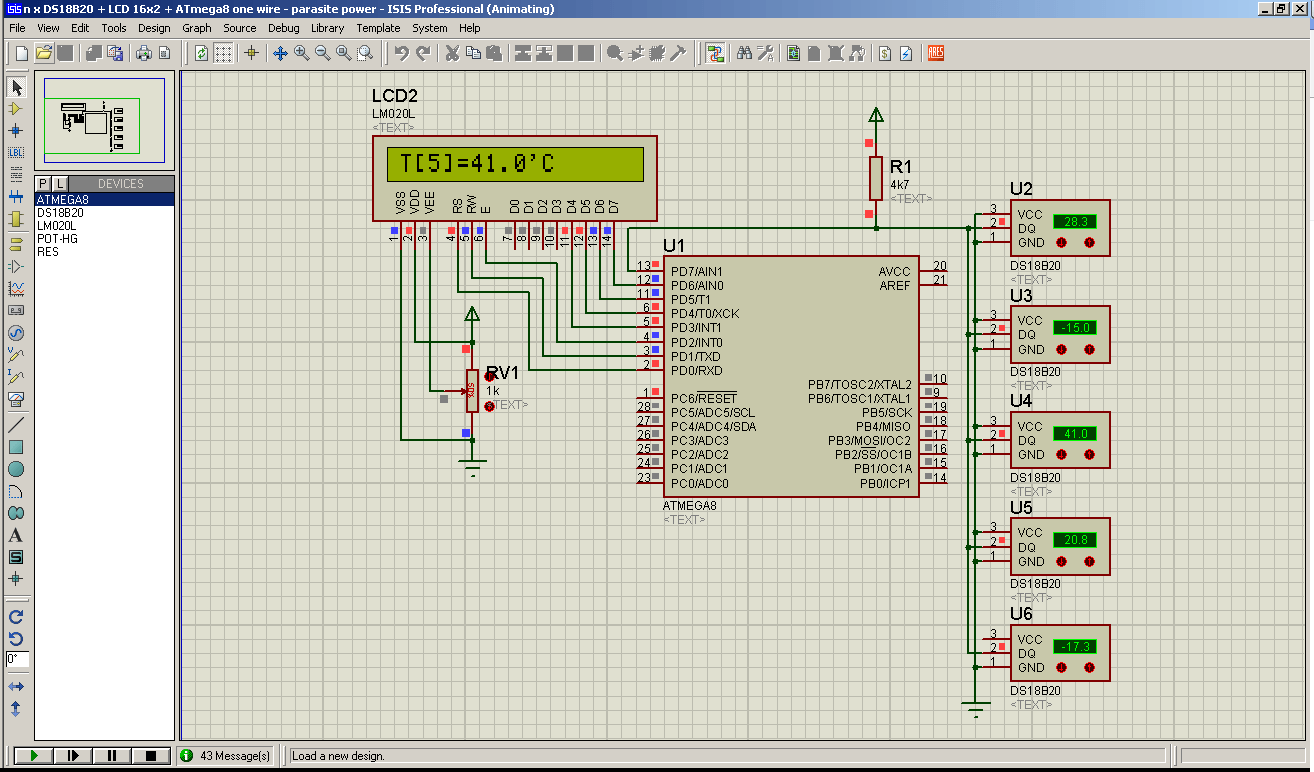 isis n x DS18B20 + LCD 16x2 + ATmega8 one wire - parasite power - ISIS Professional (Animating)
File View Edit Tools Design Graph Source Debug Library Template System Help
ARES
LBL
A
S
0°
P L DEVICES
ATMEGA8
DS18B20
LM020L
POT-HG
RES
LCD2
LM020L
<TEXT>
T[5]=41.0'C
VSS VDD VEE RS RW E D0 D1 D2 D3 D4 D5 D6 D7
1 2 3 4 5 6 7 8 9 10 11 12 13 14
RV1
1k
<TEXT>
50%
R1
4k7
<TEXT>
U1
13 PD7/AIN1
12 PD6/AIN0
11 PD5/T1
6 PD4/T0/XCK
5 PD3/INT1
4 PD2/INT0
3 PD1/TXD
2 PD0/RXD
1 PC6/RESET
28 PC5/ADC5/SCL
27 PC4/ADC4/SDA
26 PC3/ADC3
25 PC2/ADC2
24 PC1/ADC1
23 PC0/ADC0
AVCC 20
AREF 21
PB7/TOSC2/XTAL2 10
PB6/TOSC1/XTAL1 9
PB5/SCK 19
PB4/MISO 18
PB3/MOSI/OC2 17
PB2/SS/OC1B 16
PB1/OC1A 15
PB0/ICP1 14
ATMEGA8
<TEXT>
U2
3 VCC
2 DQ
1 GND
28.3
DS18B20
<TEXT>
U3
3 VCC
2 DQ
1 GND
-15.0
DS18B20
<TEXT>
U4
3 VCC
2 DQ
1 GND
41.0
DS18B20
<TEXT>
U5
3 VCC
2 DQ
1 GND
20.8
DS18B20
<TEXT>
U6
3 VCC
2 DQ
1 GND
-17.3
DS18B20
<TEXT>
43 Message(s) Load a new design.